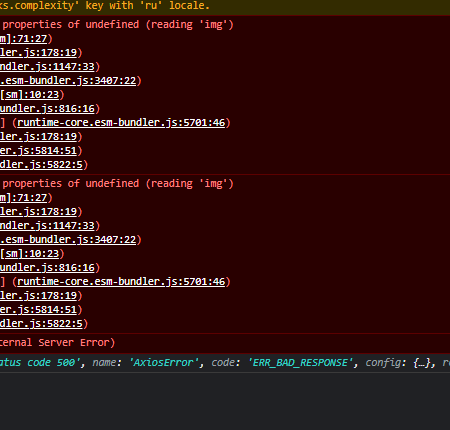 ks.complexity' key with 'ru' locale.
properties of undefined (reading 'img')
m]:71:27)
dler.js:178:19)
ndler.js:1147:33)
.esm-bundler.js:3407:22)
[sm]:10:23)
undler.js:816:16)
] (runtime-core.esm-bundler.js:5701:46)
ler.js:178:19)
ler.js:5814:51)
dler.js:5822:5)
properties of undefined (reading 'img')
m]:71:27)
dler.js:178:19)
ndler.js:1147:33)
.esm-bundler.js:3407:22)
[sm]:10:23)
undler.js:816:16)
] (runtime-core.esm-bundler.js:5701:46)
ler.js:178:19)
ler.js:5814:51)
dler.js:5822:5)
ternal Server Error)
atus code 500', name: 'AxiosError', code: 'ERR_BAD_RESPONSE', config: {…}, r